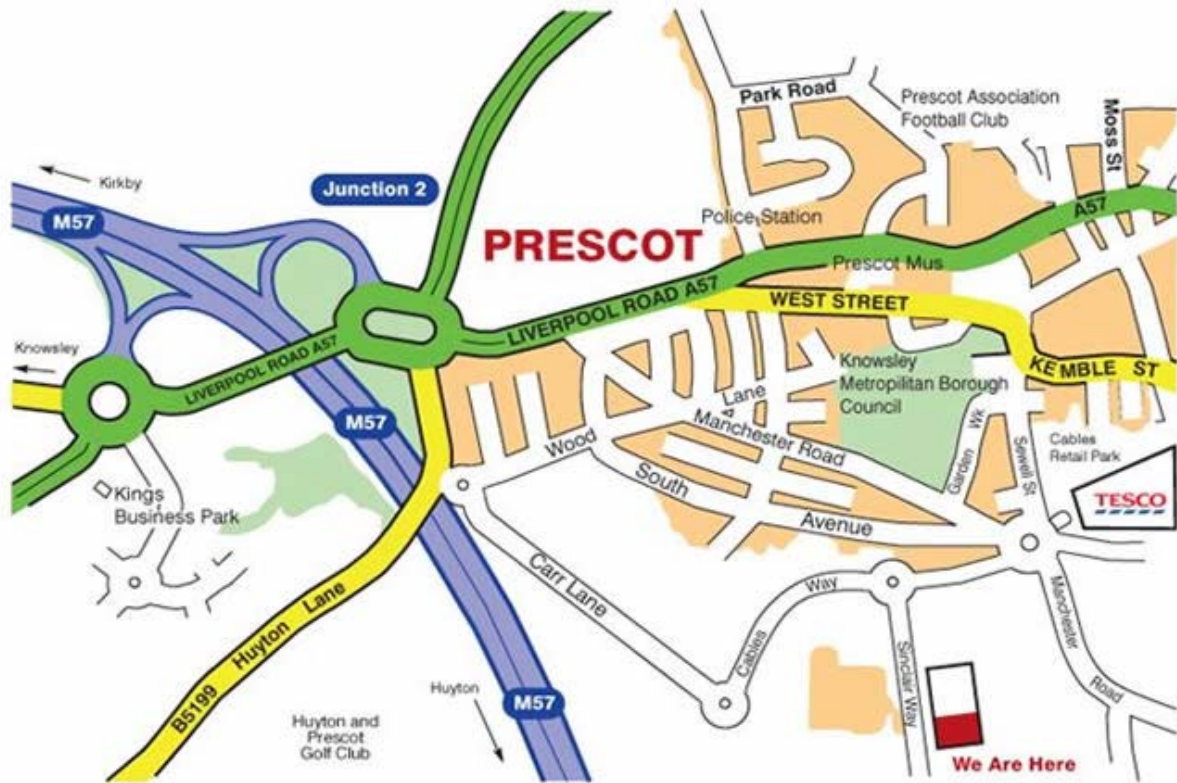 Park Road
Prescot Association
Football Club
Moss St
Kirkby
Junction 2
M57
A57
Police Station
PRESCOT
Prescot Mus
LIVERPOOL ROAD A57
WEST STREET
Knowsley
LIVERPOOL ROAD A57
Knowsley
Metropilitan Borough
Council
KEMBLE ST
Lane
M57
Manchester Road
Wood
Garden Wk
Sewell St
Cables
Retail Park
South
Avenue
TESCO
Kings
Business Park
Carr Lane
Cables Way
Manchester Road
Huyton Lane
B5199
Sinclair Way
Huyton
M57
Huyton and
Prescot
Golf Club
We Are Here